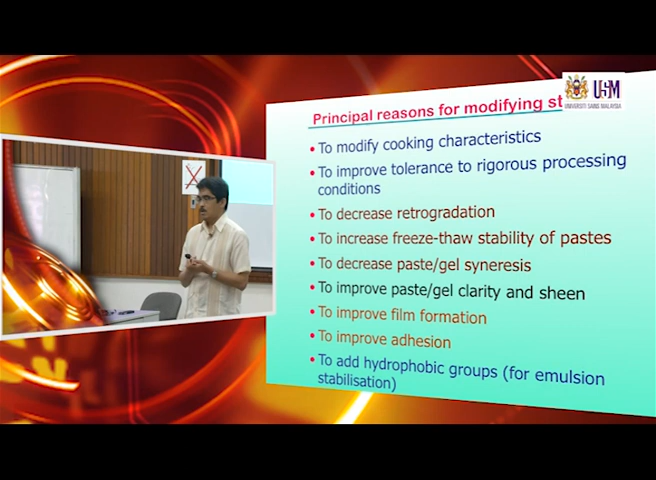 USM
UNIVERSITI SAINS MALAYSIA
Principal reasons for modifying st
• To modify cooking characteristics
• To improve tolerance to rigorous processing
conditions
• To decrease retrogradation
• To increase freeze-thaw stability of pastes
• To decrease paste/gel syneresis
• To improve paste/gel clarity and sheen
• To improve film formation
• To improve adhesion
• To add hydrophobic groups (for emulsion
stabilisation)